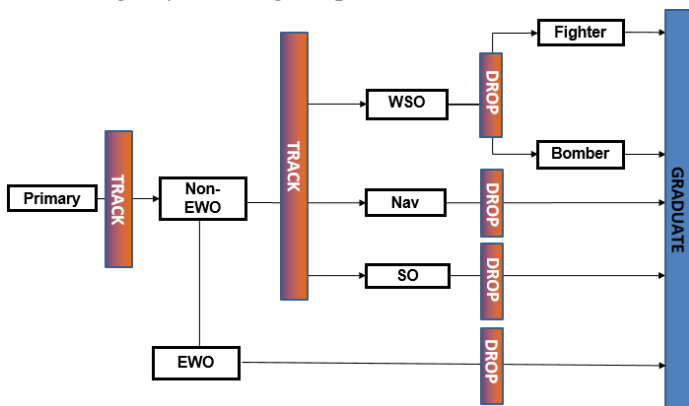 Fighter
DROP
WSO
TRACK
Bomber
TRACK
Primary
Non-
EWO
Nav
DROP
GRADUATE
SO
DROP
EWO
DROP